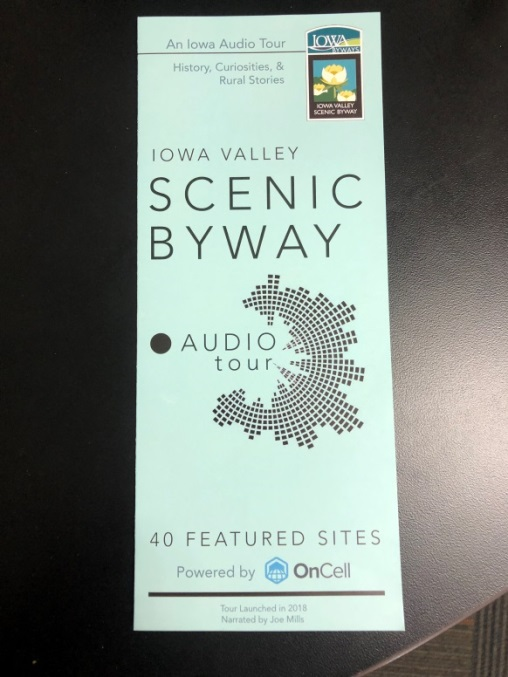 An Iowa Audio Tour
History, Curiosities, &
Rural Stories
IOWA
BYWAYS
IOWA VALLEY
SCENIC BYWAY
IOWA VALLEY
SCENIC
BYWAY
AUDIO
tour
40 FEATURED SITES
Powered by OnCell
Tour Launched in 2018
Narrated by Joe Mills